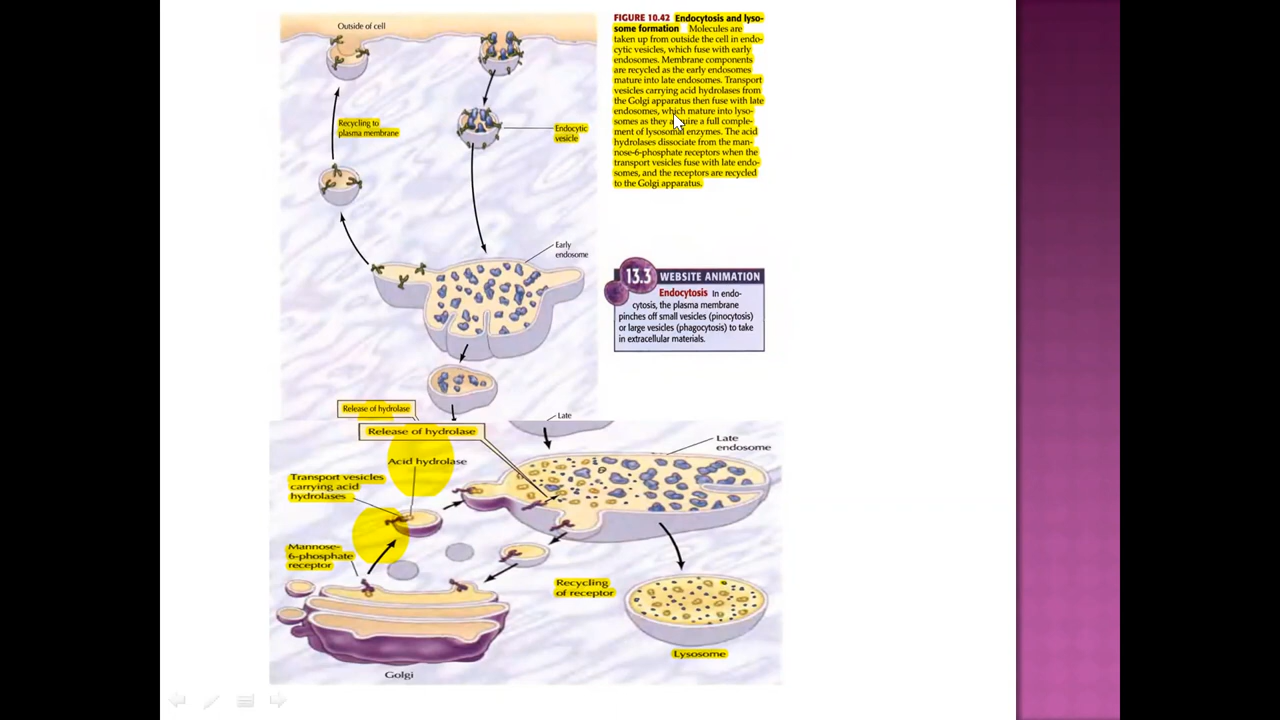 Outside of cell
Recycling to
plasma membrane
Endocytic
vesicle
Early
endosome
Release of hydrolase
Late
Release of hydrolase
Late
endosome
Acid hydrolase
Transport vesicles
carrying acid
hydrolases
Mannose-
6-phosphate
receptor
Recycling
of receptor
Lysosome
Golgi
FIGURE 10.42 Endocytosis and lyso-
some formation Molecules are
taken up from outside the cell in endo-
cytic vesicles, which fuse with early
endosomes. Membrane components
are recycled as the early endosomes
mature into late endosomes. Transport
vesicles carrying acid hydrolases from
the Golgi apparatus then fuse with late
endosomes, which mature into lyso-
somes as they acquire a full comple-
ment of lysosomal enzymes. The acid
hydrolases dissociate from the man-
nose-6-phosphate receptors when the
transport vesicles fuse with late endo-
somes, and the receptors are recycled
to the Golgi apparatus.
13.3 WEBSITE ANIMATION
Endocytosis In endo-
cytosis, the plasma membrane
pinches off small vesicles (pinocytosis)
or large vesicles (phagocytosis) to take
in extracellular materials.